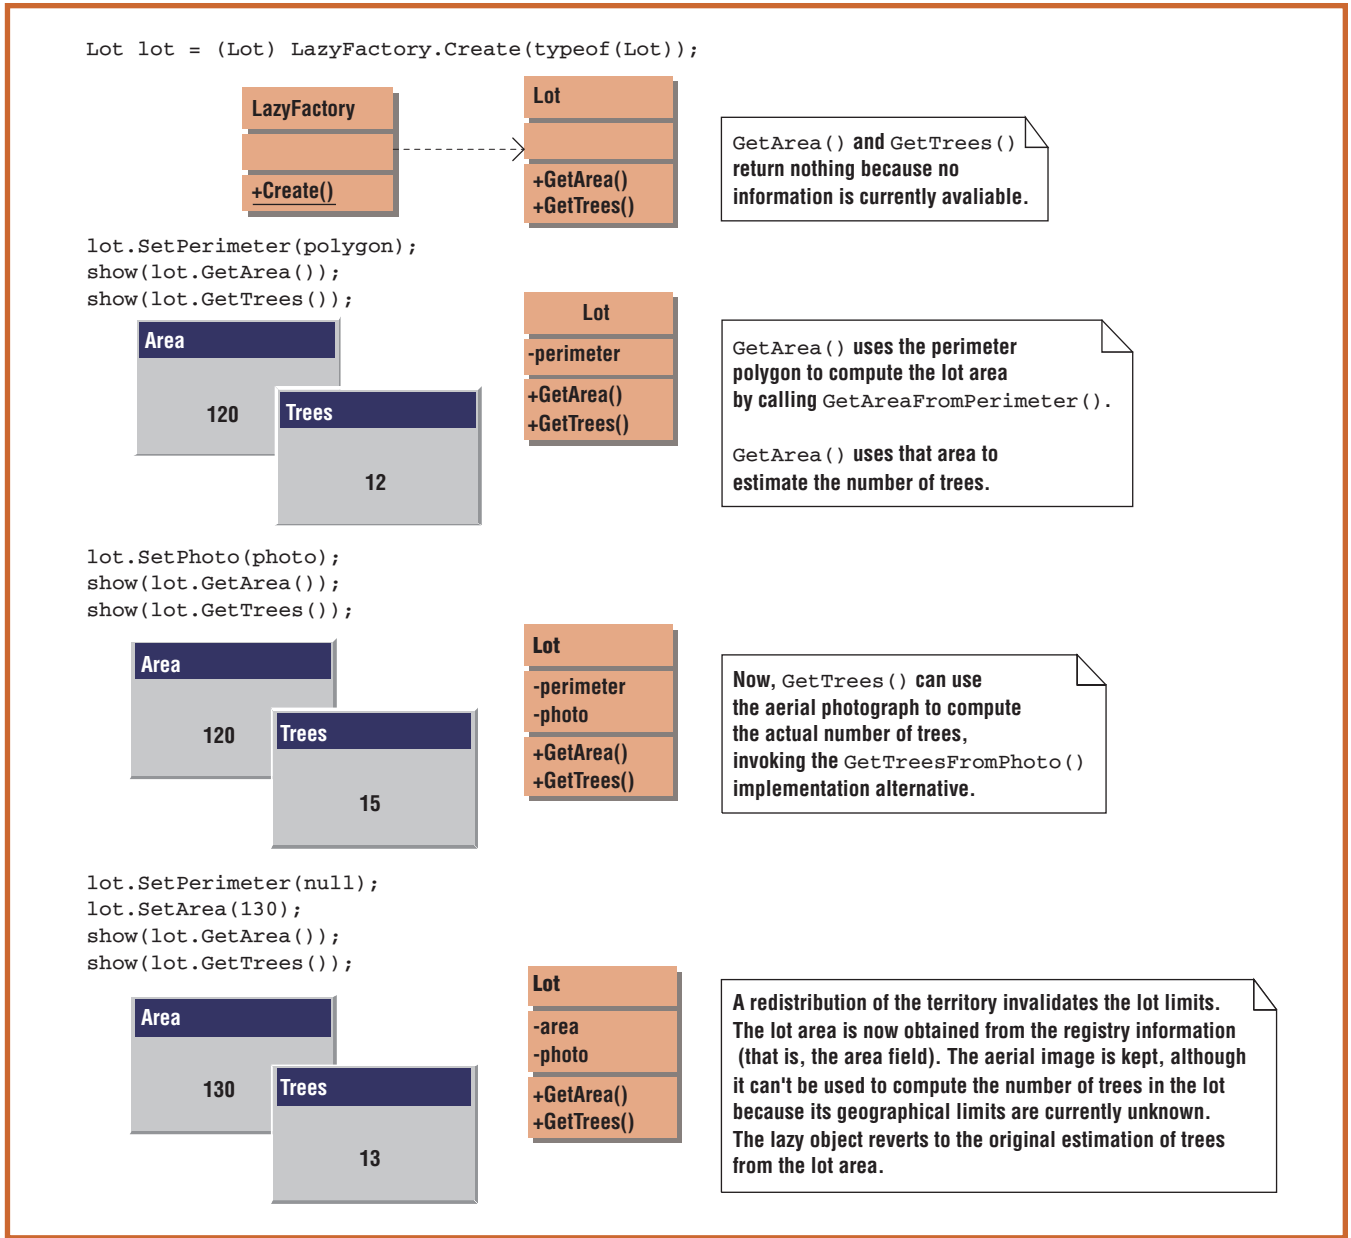 Lot lot = (Lot) LazyFactory.Create(typeof(Lot));
LazyFactory
+Create()
Lot
+GetArea()
+GetTrees()
GetArea() and GetTrees()
return nothing because no
information is currently avaliable.
lot.SetPerimeter(polygon);
show(lot.GetArea());
show(lot.GetTrees());
Area
120
Trees
12
Lot
-perimeter
+GetArea()
+GetTrees()
GetArea() uses the perimeter
polygon to compute the lot area
by calling GetAreaFromPerimeter().
GetArea() uses that area to
estimate the number of trees.
lot.SetPhoto(photo);
show(lot.GetArea());
show(lot.GetTrees());
Area
120
Trees
15
Lot
-perimeter
-photo
+GetArea()
+GetTrees()
Now, GetTrees() can use
the aerial photograph to compute
the actual number of trees,
invoking the GetTreesFromPhoto()
implementation alternative.
lot.SetPerimeter(null);
lot.SetArea(130);
show(lot.GetArea());
show(lot.GetTrees());
Area
130
Trees
13
Lot
-area
-photo
+GetArea()
+GetTrees()
A redistribution of the territory invalidates the lot limits.
The lot area is now obtained from the registry information
(that is, the area field). The aerial image is kept, although
it can't be used to compute the number of trees in the lot
because its geographical limits are currently unknown.
The lazy object reverts to the original estimation of trees
from the lot area.